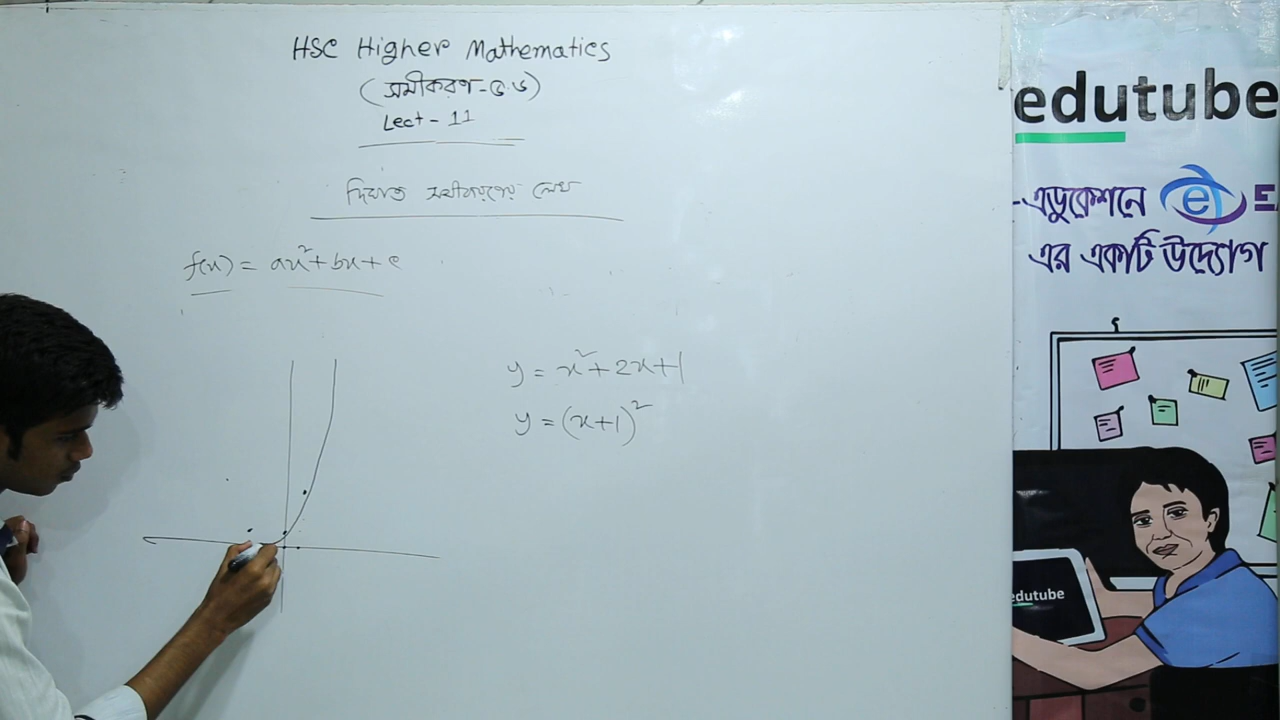 HSC Higher Mathematics
(সমীকরণ-৫.৬)
Lect - 11
দ্বিঘাত সমীকরণের লেখ
f(x) = ax²+bx+c
y = x²+2x+1
y = (x+1)²
edutube
-এডুকেশনে e
এর একটি উদ্যোগ
edutube